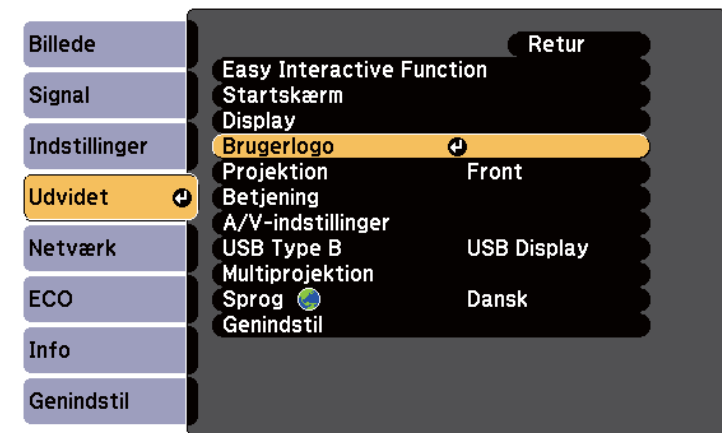 Billede
Signal
Indstillinger
Udvidet
Netværk
ECO
Info
Genindstil
Retur
Easy Interactive Function
Startskærm
Display
Brugerlogo
Projektion Front
Betjening
A/V-indstillinger
USB Type B USB Display
Multiprojektion
Sprog Dansk
Genindstil